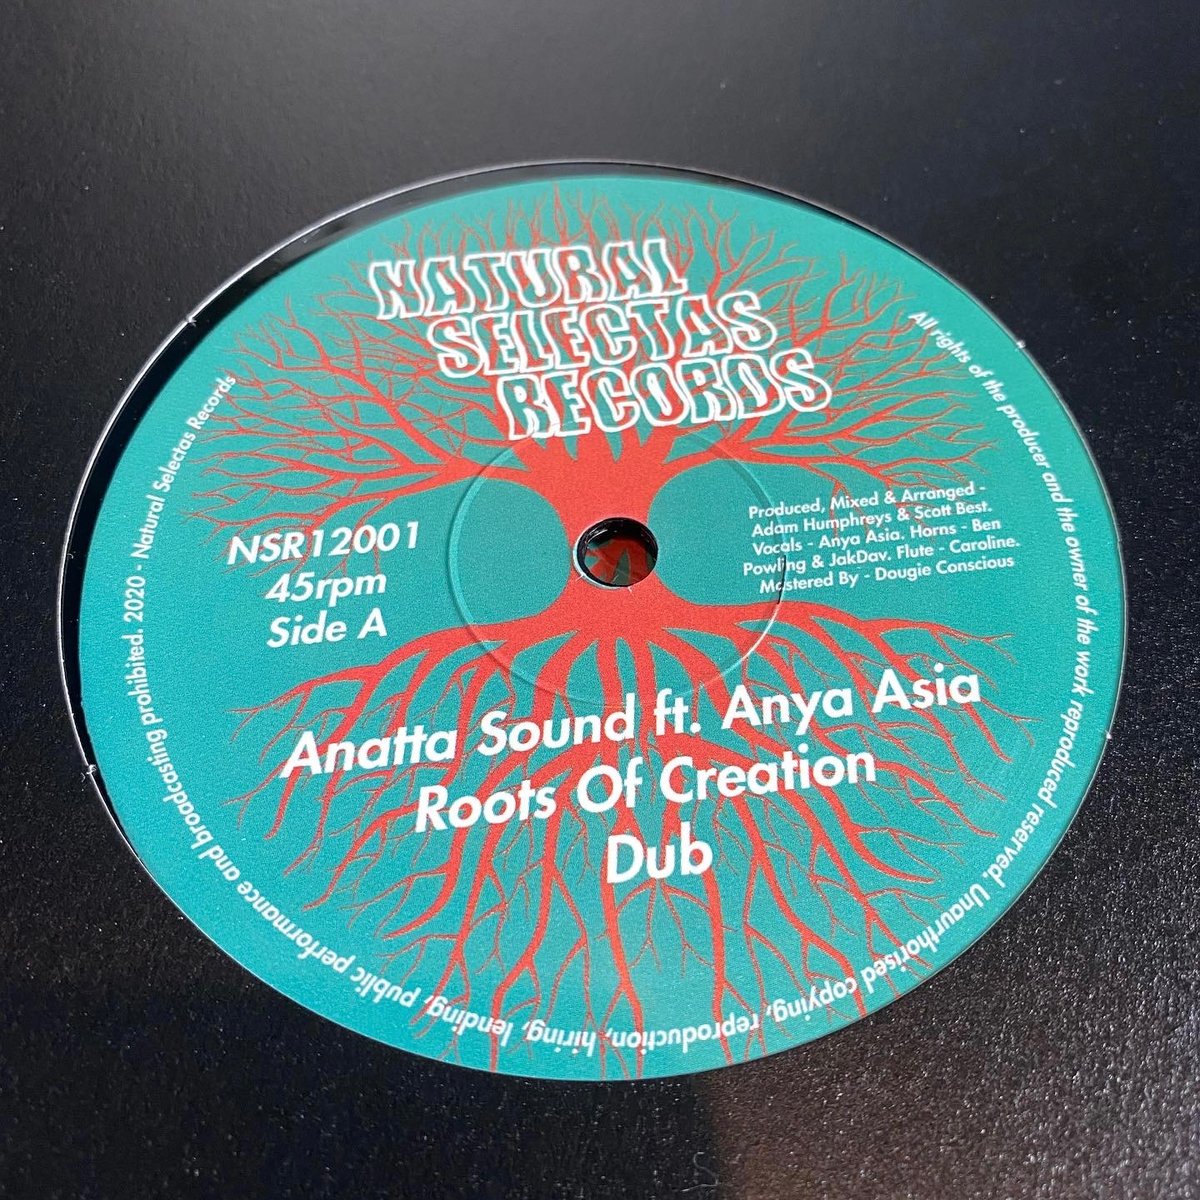 NATURAL
SELECTAS
RECORDS
NSR12001
45rpm
Side A
Produced, Mixed & Arranged -
Adam Humphreys & Scott Best.
Vocals - Anya Asia. Horns - Ben
Powling & JakDav. Flute - Caroline.
Mastered By - Dougie Conscious
Anatta Sound ft. Anya Asia
Roots Of Creation
Dub
All rights of the producer and the owner of the work reproduced reserved. Unaurthorised copying, reproduction, hiring, lending, public performance and broadcasting prohibited. 2020 - Natural Selectas Records